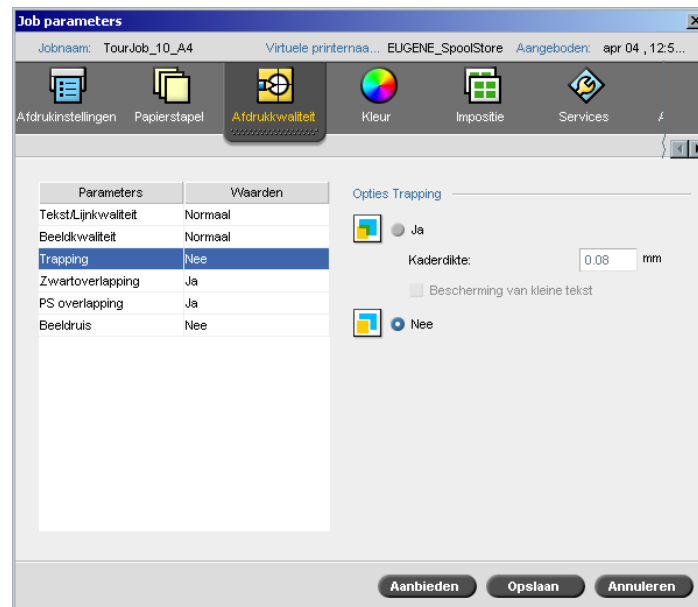 Job parameters
Jobnaam: TourJob_10_A4 Virtuele printernaa... EUGENE_SpoolStore Aangeboden: apr 04 , 12:5...
Afdrukinstellingen Papierstapel Afdrukkwaliteit Kleur Impositie Services
Parameters Waarden
Tekst/Lijnkwaliteit Normaal
Beeldkwaliteit Normaal
Trapping Nee
Zwartoverlapping Ja
PS overlapping Ja
Beeldruis Nee
Opties Trapping
Ja
Kaderdikte: 0.08 mm
Bescherming van kleine tekst
Nee
Aanbieden Opslaan Annuleren